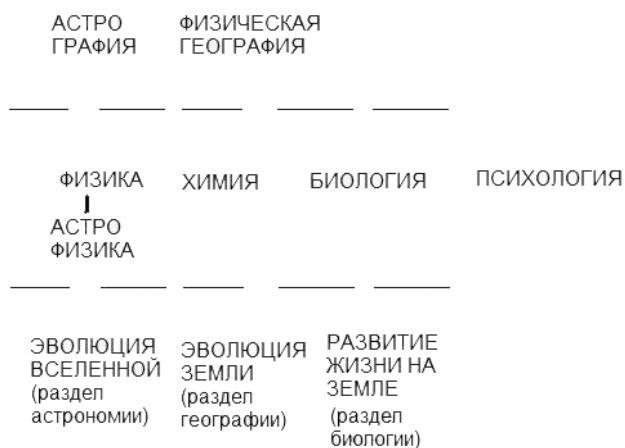 АСТРО ГРАФИЯ
ФИЗИЧЕСКАЯ ГЕОГРАФИЯ
ФИЗИКА
ХИМИЯ
БИОЛОГИЯ
ПСИХОЛОГИЯ
АСТРО
ФИЗИКА
ЭВОЛЮЦИЯ
ВСЕЛЕННОЙ
(раздел
астрономии)
ЭВОЛЮЦИЯ
ЗЕМЛИ
(раздел
географии)
РАЗВИТИЕ
ЖИЗНИ НА
ЗЕМЛЕ
(раздел
биологии)